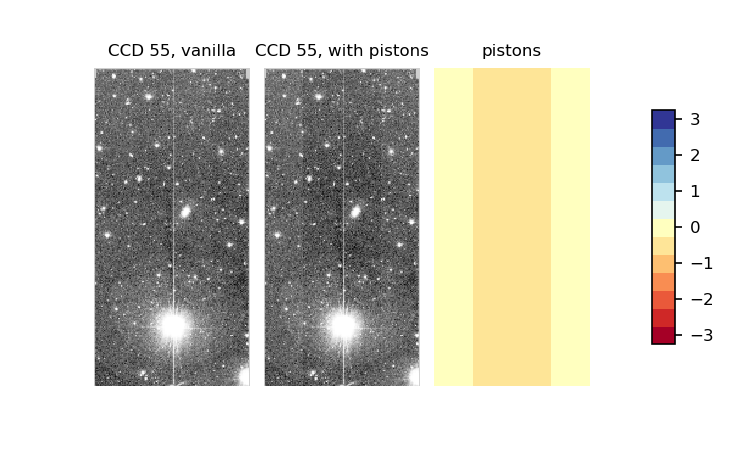 CCD 55, vanilla
CCD 55, with pistons
pistons
3
2
1
0
−1
−2
−3